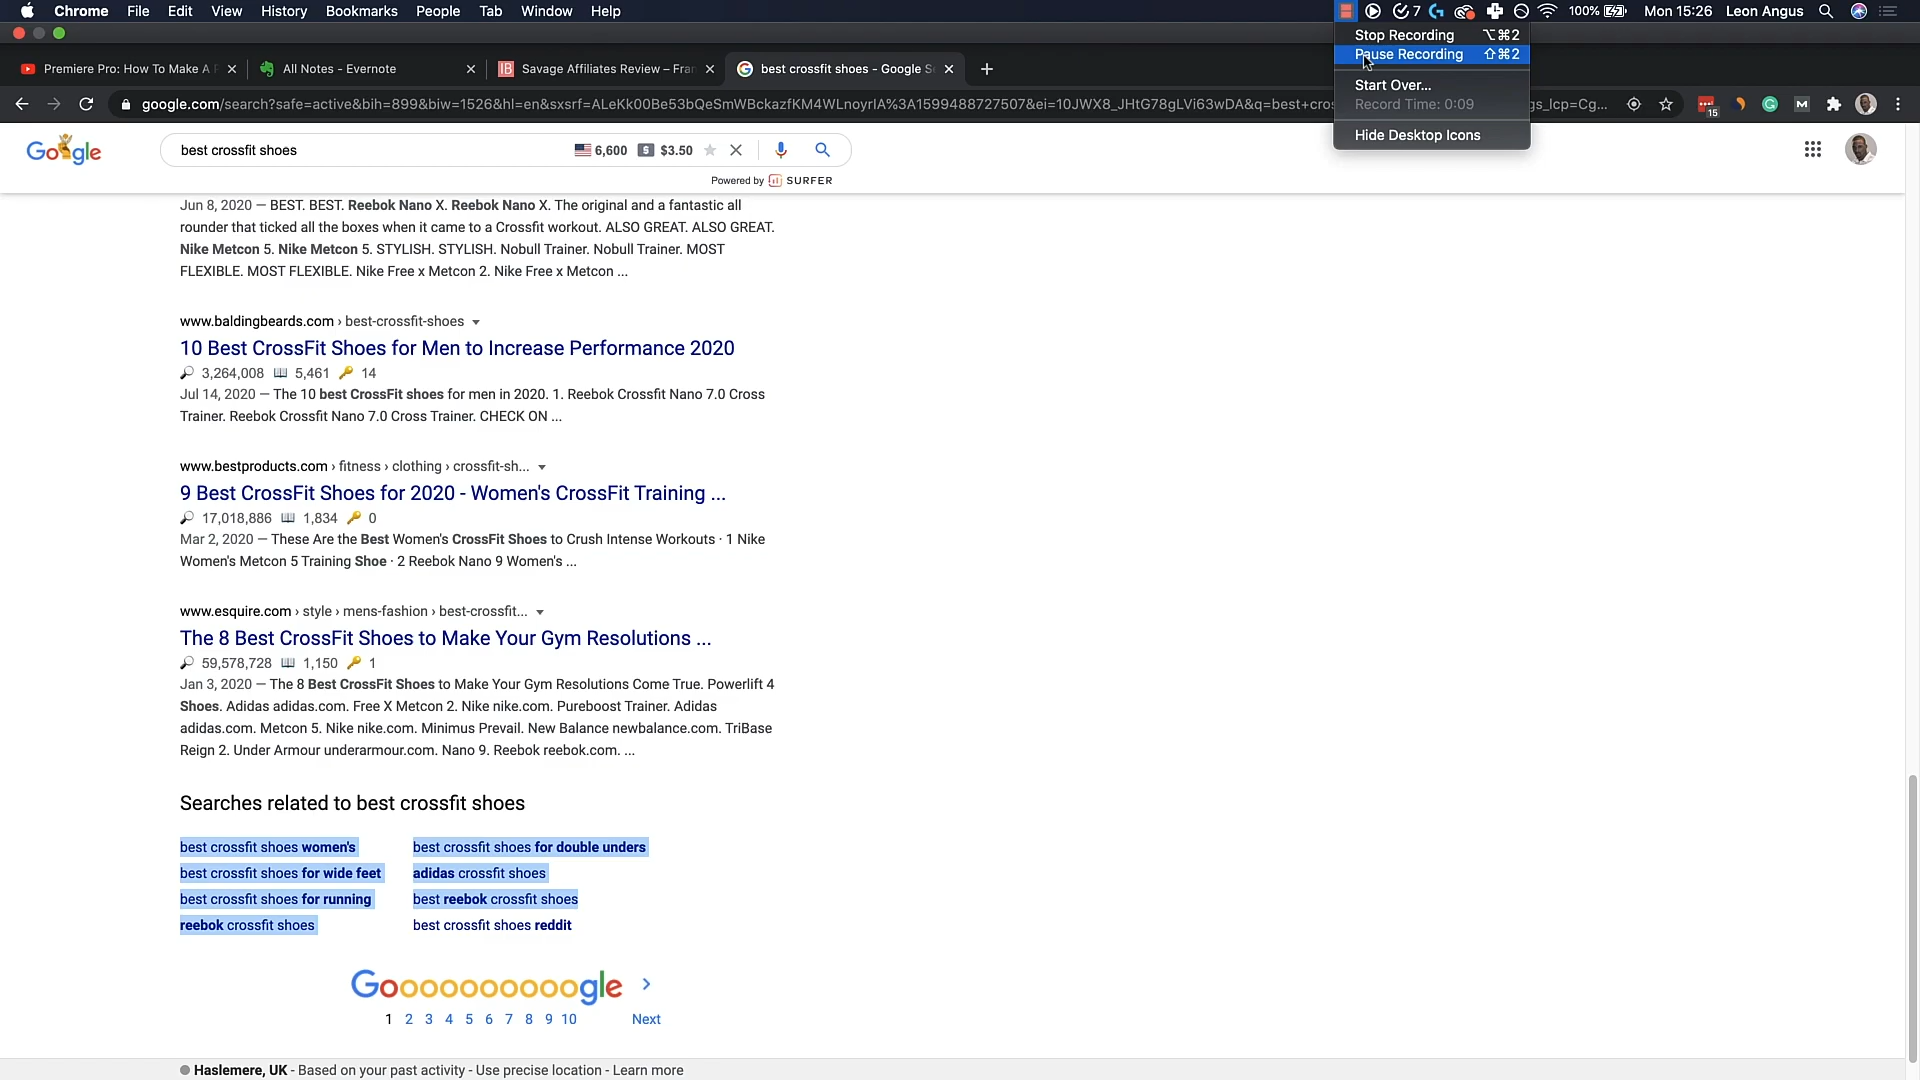 Chrome File Edit View History Bookmarks People Tab Window Help
7 100% Mon 15:26 Leon Angus
Stop Recording ⌥⌘2
Pause Recording ⇧⌘2
Start Over...
Record Time: 0:09
Hide Desktop Icons
Premiere Pro: How To Make A
All Notes - Evernote
IB Savage Affiliates Review – Fran
best crossfit shoes - Google S
google.com/search?safe=active&bih=899&biw=1526&hl=en&sxsrf=ALeKk00Be53bQeSmWBckazfKM4WLnoyrIA%3A1599488727507&ei=10JWX8_JHtG78gLVi63wDA&q=best+cros gs_lcp=Cg...
15
Google
best crossfit shoes 6,600 $3.50
Powered by SURFER
Jun 8, 2020 — BEST. BEST. Reebok Nano X. Reebok Nano X. The original and a fantastic all
rounder that ticked all the boxes when it came to a Crossfit workout. ALSO GREAT. ALSO GREAT.
Nike Metcon 5. Nike Metcon 5. STYLISH. STYLISH. Nobull Trainer. Nobull Trainer. MOST
FLEXIBLE. MOST FLEXIBLE. Nike Free x Metcon 2. Nike Free x Metcon ...
www.baldingbeards.com › best-crossfit-shoes
10 Best CrossFit Shoes for Men to Increase Performance 2020
3,264,008 5,461 14
Jul 14, 2020 — The 10 best CrossFit shoes for men in 2020. 1. Reebok Crossfit Nano 7.0 Cross
Trainer. Reebok Crossfit Nano 7.0 Cross Trainer. CHECK ON ...
www.bestproducts.com › fitness › clothing › crossfit-sh...
9 Best CrossFit Shoes for 2020 - Women's CrossFit Training ...
17,018,886 1,834 0
Mar 2, 2020 — These Are the Best Women's CrossFit Shoes to Crush Intense Workouts · 1 Nike
Women's Metcon 5 Training Shoe · 2 Reebok Nano 9 Women's ...
www.esquire.com › style › mens-fashion › best-crossfit...
The 8 Best CrossFit Shoes to Make Your Gym Resolutions ...
59,578,728 1,150 1
Jan 3, 2020 — The 8 Best CrossFit Shoes to Make Your Gym Resolutions Come True. Powerlift 4
Shoes. Adidas adidas.com. Free X Metcon 2. Nike nike.com. Pureboost Trainer. Adidas
adidas.com. Metcon 5. Nike nike.com. Minimus Prevail. New Balance newbalance.com. TriBase
Reign 2. Under Armour underarmour.com. Nano 9. Reebok reebok.com. ...
Searches related to best crossfit shoes
best crossfit shoes women's
best crossfit shoes for wide feet
best crossfit shoes for running
reebok crossfit shoes
best crossfit shoes for double unders
adidas crossfit shoes
best reebok crossfit shoes
best crossfit shoes reddit
Goooooooooogle
1 2 3 4 5 6 7 8 9 10 Next
Haslemere, UK - Based on your past activity - Use precise location - Learn more